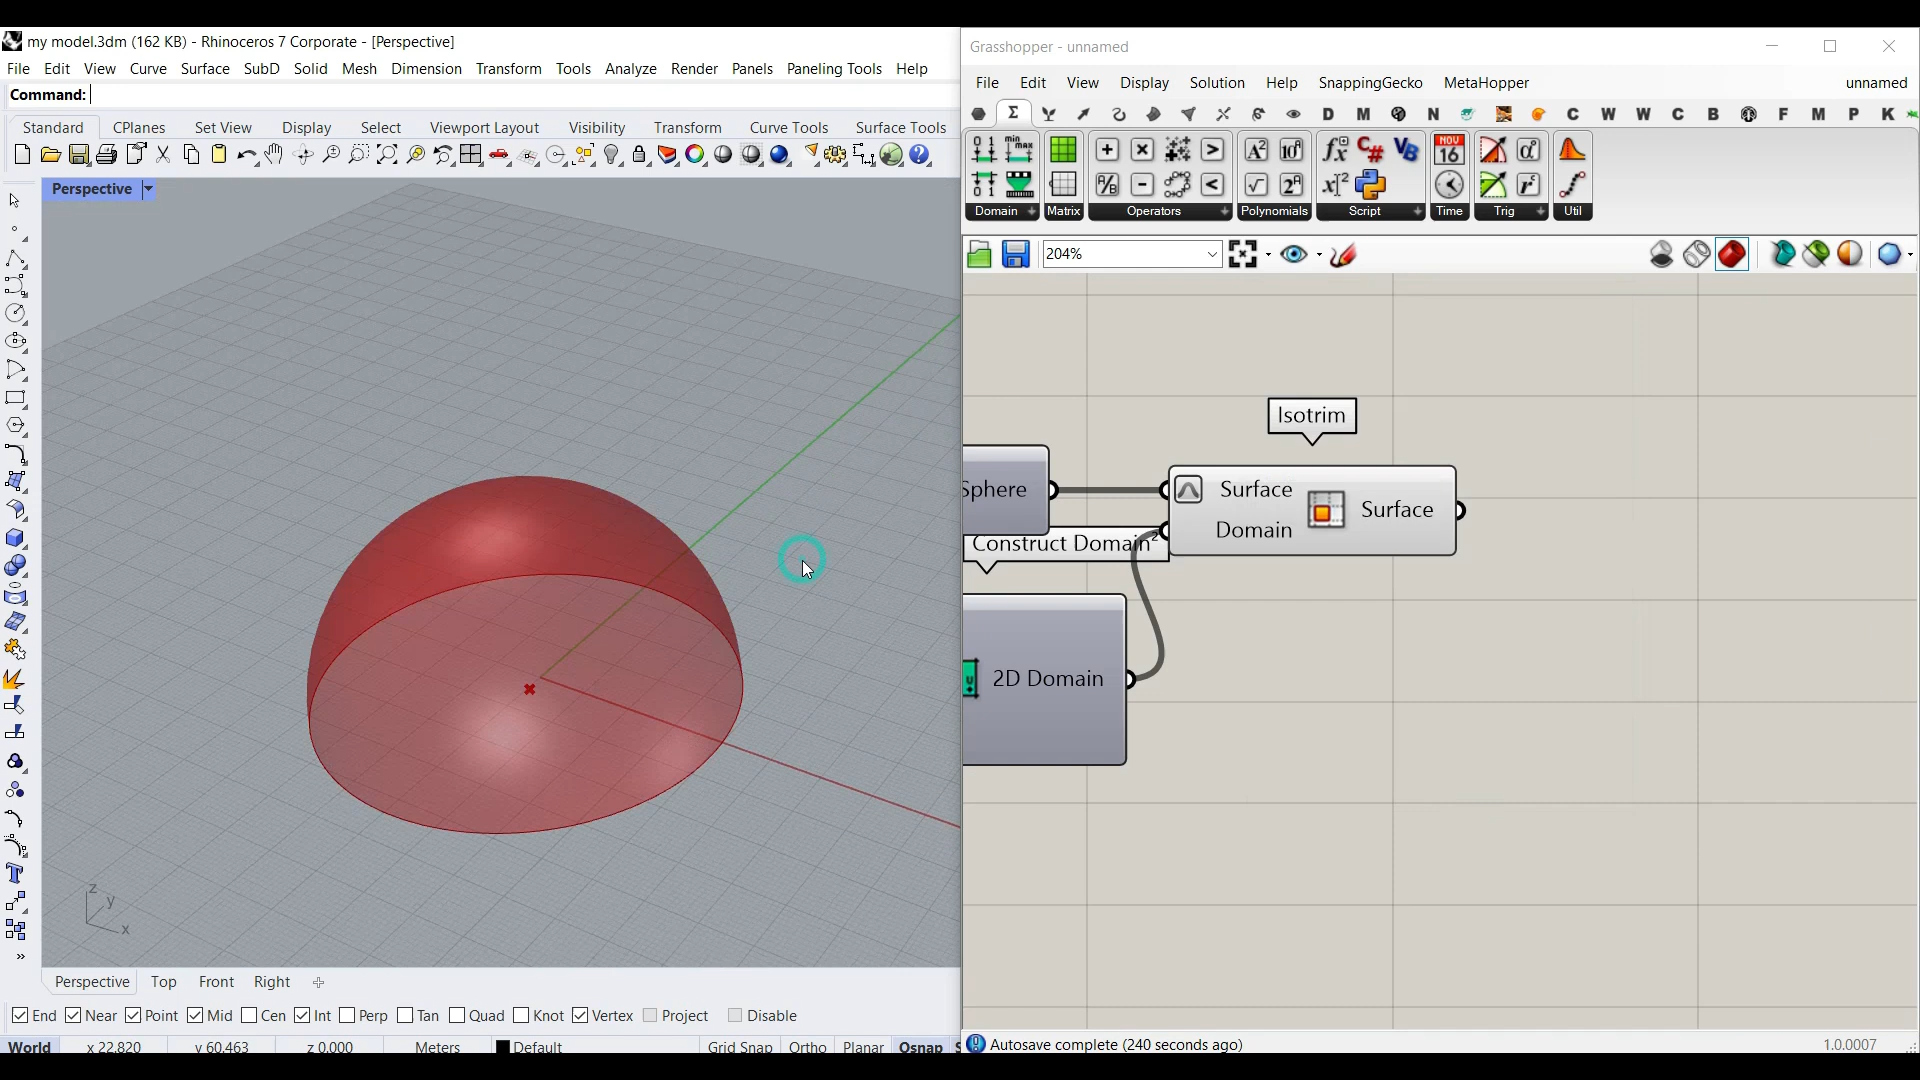 my model.3dm (162 KB) - Rhinoceros 7 Corporate - [Perspective]
File Edit View Curve Surface SubD Solid Mesh Dimension Transform Tools Analyze Render Panels Paneling Tools Help
Command:
Standard CPlanes Set View Display Select Viewport Layout Visibility Transform Curve Tools Surface Tools
Perspective
z
y
x
Perspective Top Front Right
End Near Point Mid Cen Int Perp Tan Quad Knot Vertex Project Disable
World x 22.820 y 60.463 z 0.000 Meters Default Grid Snap Ortho Planar Osnap S
Grasshopper - unnamed
File Edit View Display Solution Help SnappingGecko MetaHopper unnamed
Σ D M N C W W C B F M P K
Domain Matrix Operators Polynomials Script Time Trig Util
204%
Isotrim
Sphere
Surface
Domain
Surface
Construct Domain²
2D Domain
Autosave complete (240 seconds ago) 1.0.0007